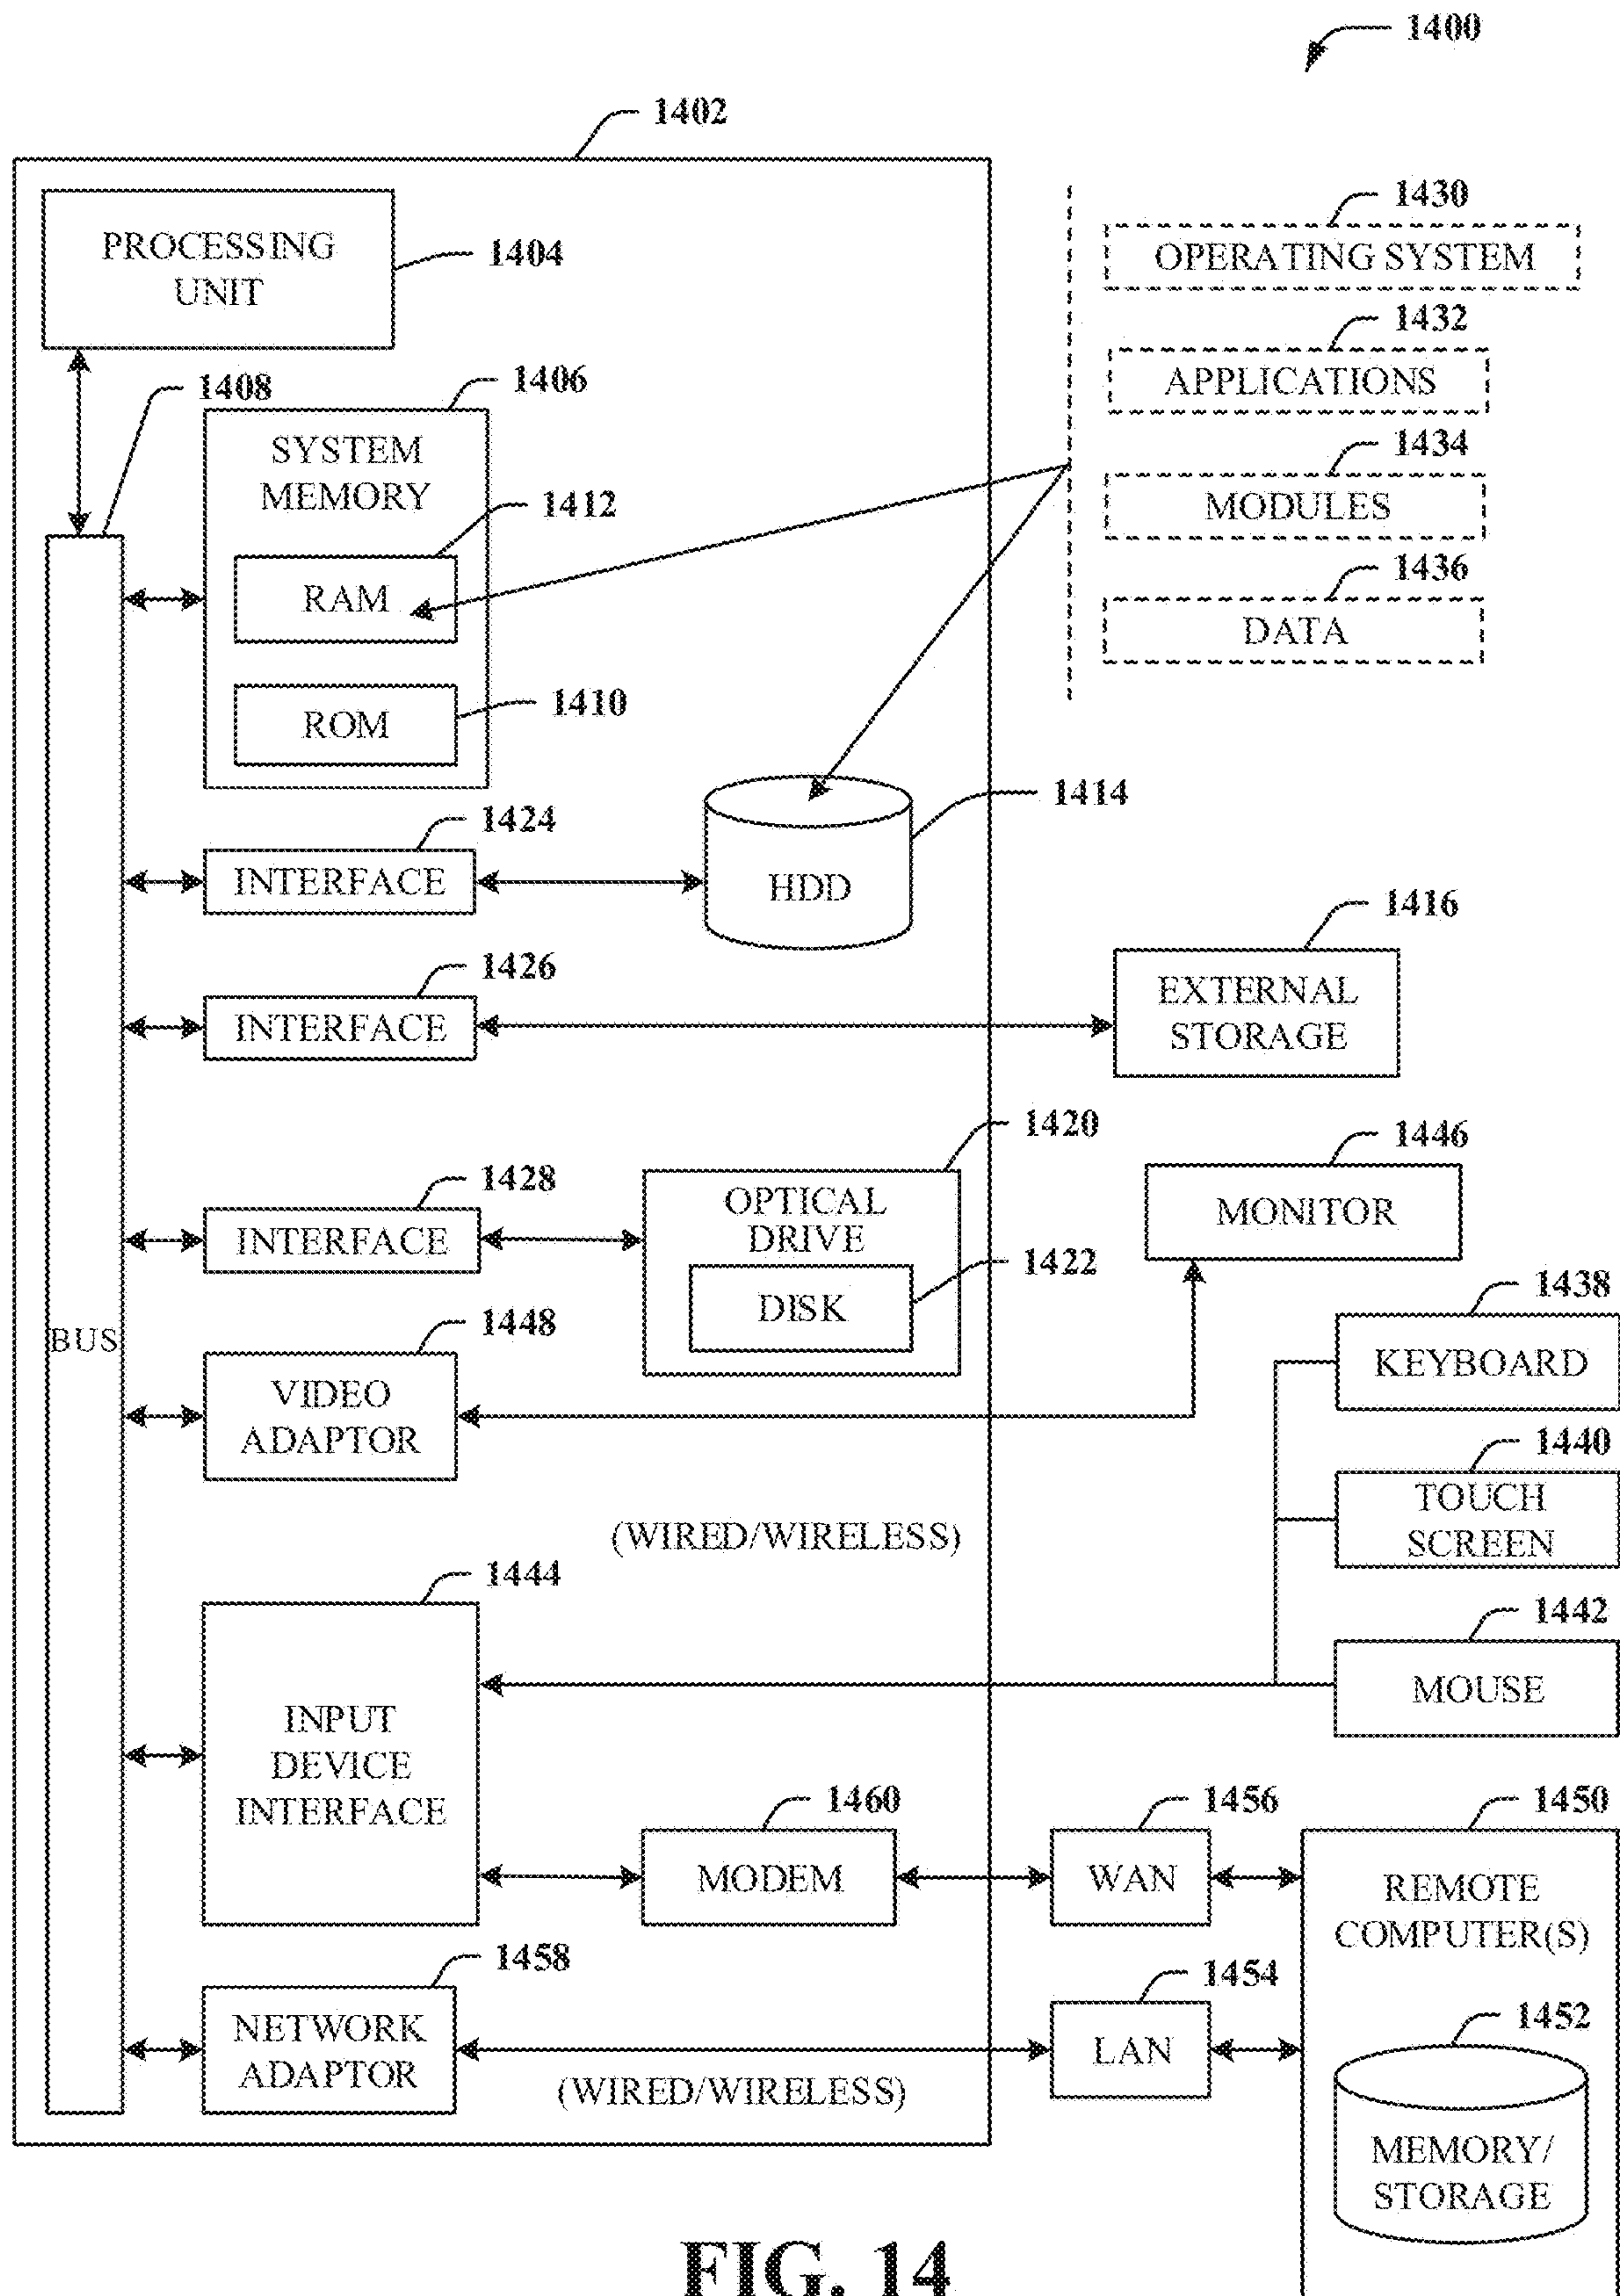 1400
1402
PROCESSING
UNIT
1404
1430
OPERATING SYSTEM
1432
APPLICATIONS
1434
MODULES
1436
DATA
1408
1406
SYSTEM
MEMORY
1412
RAM
1410
ROM
1414
HDD
1424
INTERFACE
1426
INTERFACE
1416
EXTERNAL
STORAGE
1420
OPTICAL
DRIVE
1422
DISK
1428
INTERFACE
1446
MONITOR
BUS
1448
VIDEO
ADAPTOR
1438
KEYBOARD
1440
TOUCH
SCREEN
(WIRED/WIRELESS)
1442
MOUSE
1444
INPUT
DEVICE
INTERFACE
1460
MODEM
1456
WAN
1450
REMOTE
COMPUTER(S)
1458
NETWORK
ADAPTOR
(WIRED/WIRELESS)
1454
LAN
1452
MEMORY/
STORAGE
FIG. 14